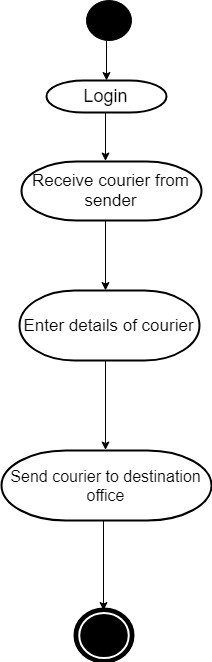 Login
Receive courier from
sender
Enter details of courier
Send courier to destination
office